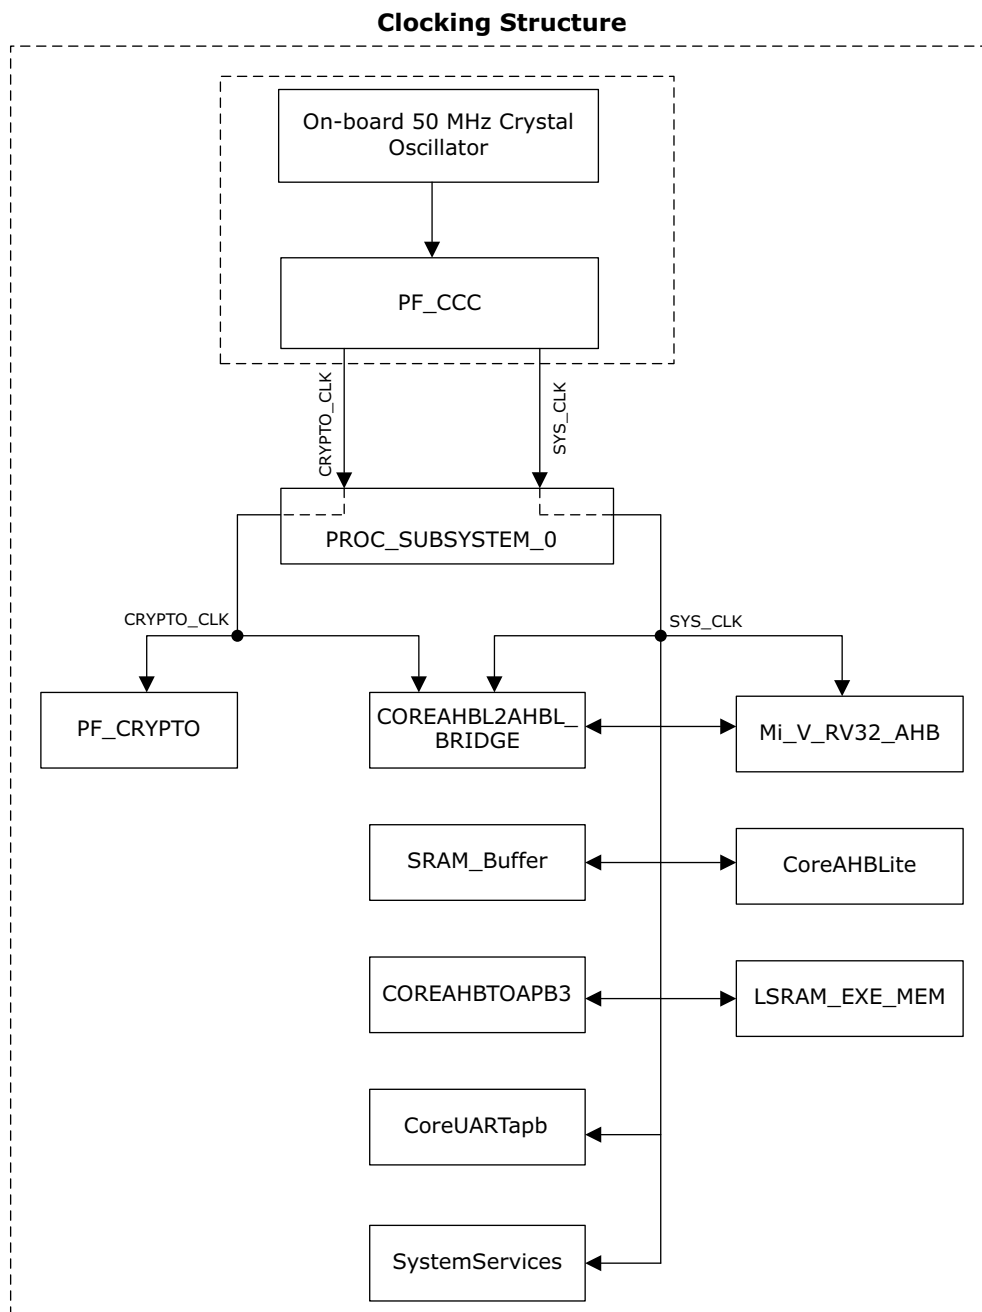 Clocking Structure
On-board 50 MHz Crystal
Oscillator
PF_CCC
CRYPTO_CLK
SYS_CLK
PROC_SUBSYSTEM_0
CRYPTO_CLK
SYS_CLK
PF_CRYPTO
COREAHBL2AHBL_
BRIDGE
Mi_V_RV32_AHB
SRAM_Buffer
CoreAHBLite
COREAHBTOAPB3
LSRAM_EXE_MEM
CoreUARTapb
SystemServices